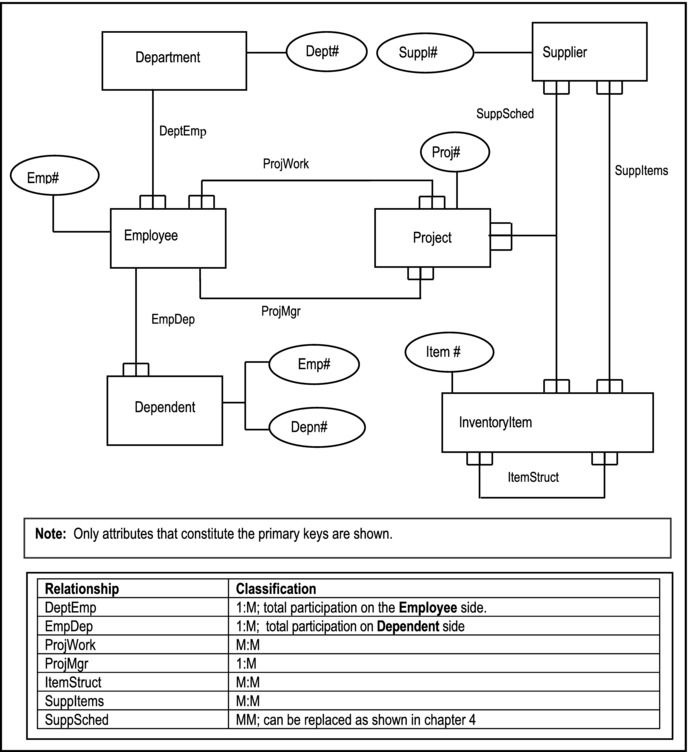 Department
Dept#
Suppl#
Supplier
SuppSched
DeptEmp
ProjWork
Proj#
SuppItems
Emp#
Employee
Project
EmpDep
ProjMgr
Item #
Emp#
Dependent
Depn#
InventoryItem
ItemStruct
Note: Only attributes that constitute the primary keys are shown.
Relationship Classification
DeptEmp 1:M; total participation on the Employee side.
EmpDep 1:M; total participation on Dependent side
ProjWork M:M
ProjMgr 1:M
ItemStruct M:M
SuppItems M:M
SuppSched MM; can be replaced as shown in chapter 4